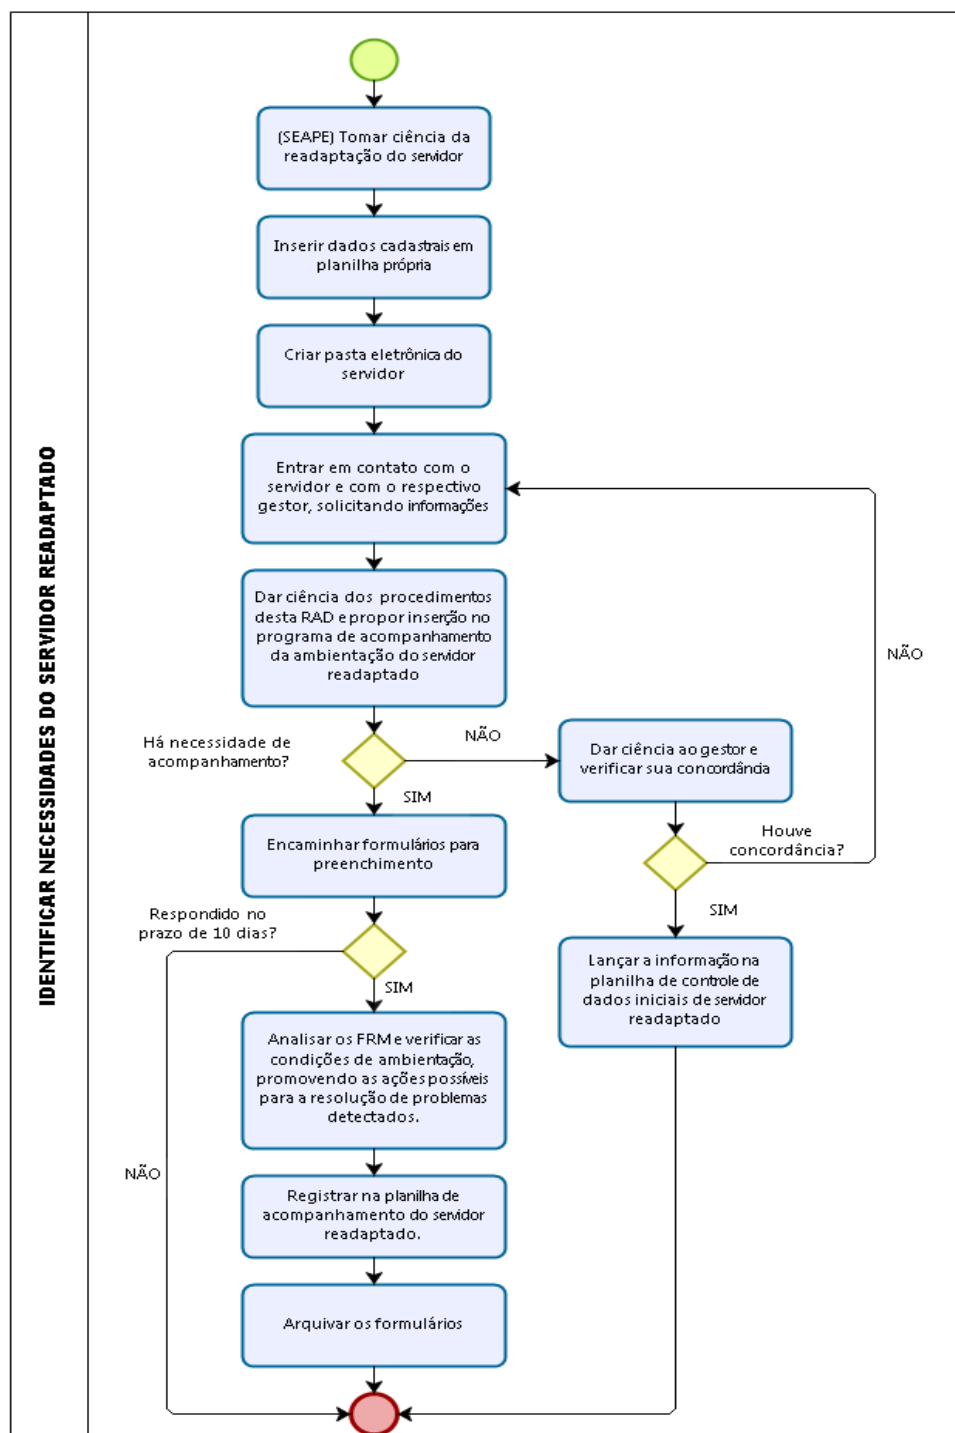 IDENTIFICAR NECESSIDADES DO SERVIDOR READAPTADO
(SEAPE) Tomar ciência da
readaptação do servidor
Inserir dados cadastrais em
planilha própria
Criar pasta eletrônica do
servidor
Entrar em contato com o
servidor e com o respectivo
gestor, solicitando informações
Dar ciência dos procedimentos
desta RAD e propor inserção no
programa de acompanhamento
da ambientação do servidor
readaptado
Há necessidade de
acompanhamento?
NÃO
SIM
Dar ciência ao gestor e
verificar sua concordância
Houve
concordância?
NÃO
SIM
Lançar a informação na
planilha de controle de
dados iniciais de servidor
readaptado
Encaminhar formulários para
preenchimento
Respondido no
prazo de 10 dias?
NÃO
SIM
Analisar os FRM e verificar as
condições de ambientação,
promovendo as ações possíveis
para a resolução de problemas
detectados.
Registrar na planilha de
acompanhamento do servidor
readaptado.
Arquivar os formulários